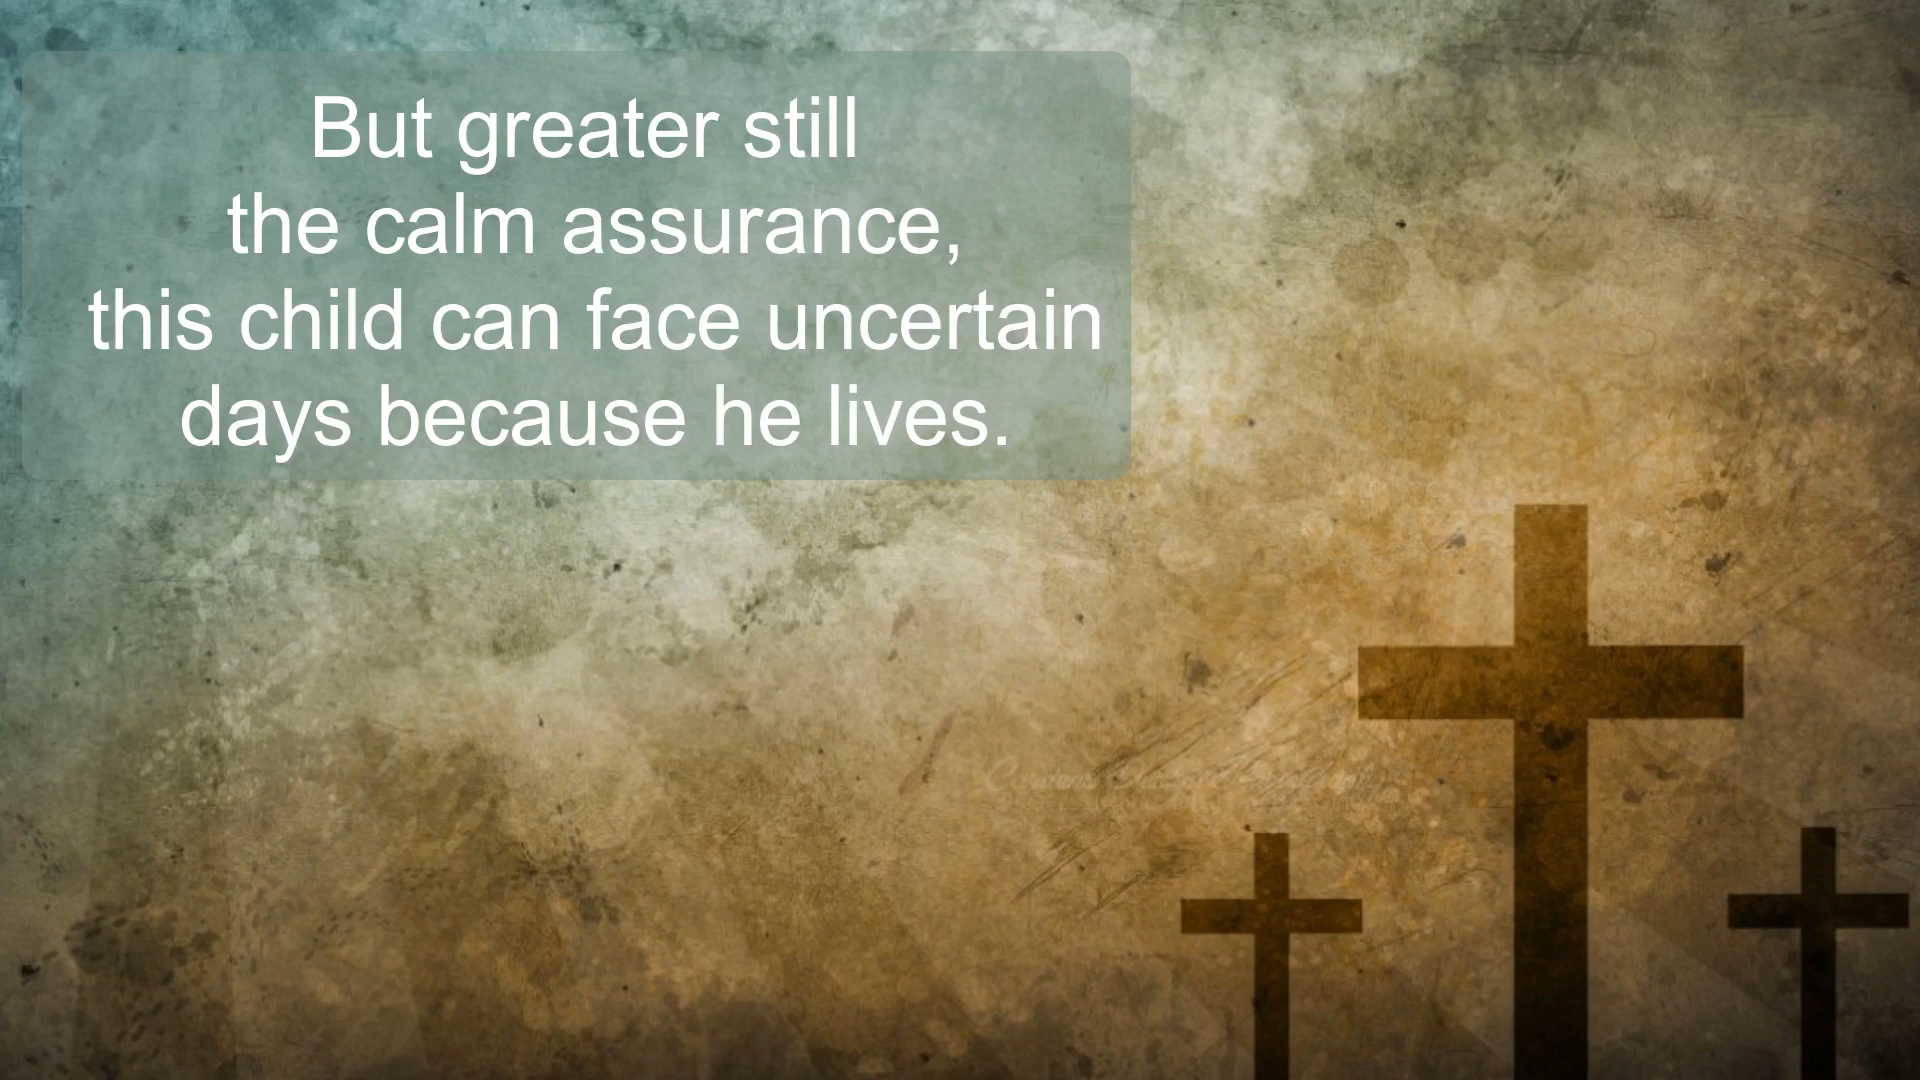 But greater still
the calm assurance,
this child can face uncertain
days because he lives.